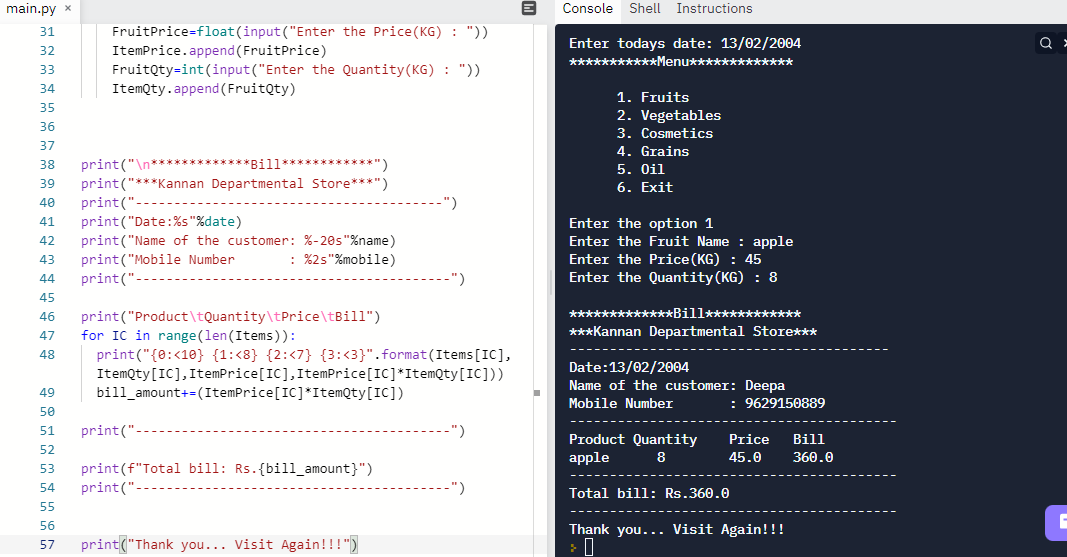 main.py ×
31 FruitPrice=float(input("Enter the Price(KG) : "))
32 ItemPrice.append(FruitPrice)
33 FruitQty=int(input("Enter the Quantity(KG) : "))
34 ItemQty.append(FruitQty)
35
36
37
38 print("\n*************Bill************")
39 print("***Kannan Departmental Store***")
40 print("----------------------------------------")
41 print("Date:%s"%date)
42 print("Name of the customer: %-20s"%name)
43 print("Mobile Number       : %2s"%mobile)
44 print("-----------------------------------------")
45
46 print("Product\tQuantity\tPrice\tBill")
47 for IC in range(len(Items)):
48 print("{0:<10} {1:<8} {2:<7} {3:<3}".format(Items[IC],
ItemQty[IC],ItemPrice[IC],ItemPrice[IC]*ItemQty[IC]))
49 bill_amount+=(ItemPrice[IC]*ItemQty[IC])
50
51 print("-----------------------------------------")
52
53 print(f"Total bill: Rs.{bill_amount}")
54 print("-----------------------------------------")
55
56
57 print("Thank you... Visit Again!!!")
Console Shell Instructions
Enter todays date: 13/02/2004
***********Menu*************
1. Fruits
2. Vegetables
3. Cosmetics
4. Grains
5. Oil
6. Exit
Enter the option 1
Enter the Fruit Name : apple
Enter the Price(KG) : 45
Enter the Quantity(KG) : 8
*************Bill************
***Kannan Departmental Store***
----------------------------------------
Date:13/02/2004
Name of the customer: Deepa
Mobile Number       : 9629150889
-----------------------------------------
Product Quantity    Price   Bill
apple      8        45.0    360.0
-----------------------------------------
Total bill: Rs.360.0
-----------------------------------------
Thank you... Visit Again!!!